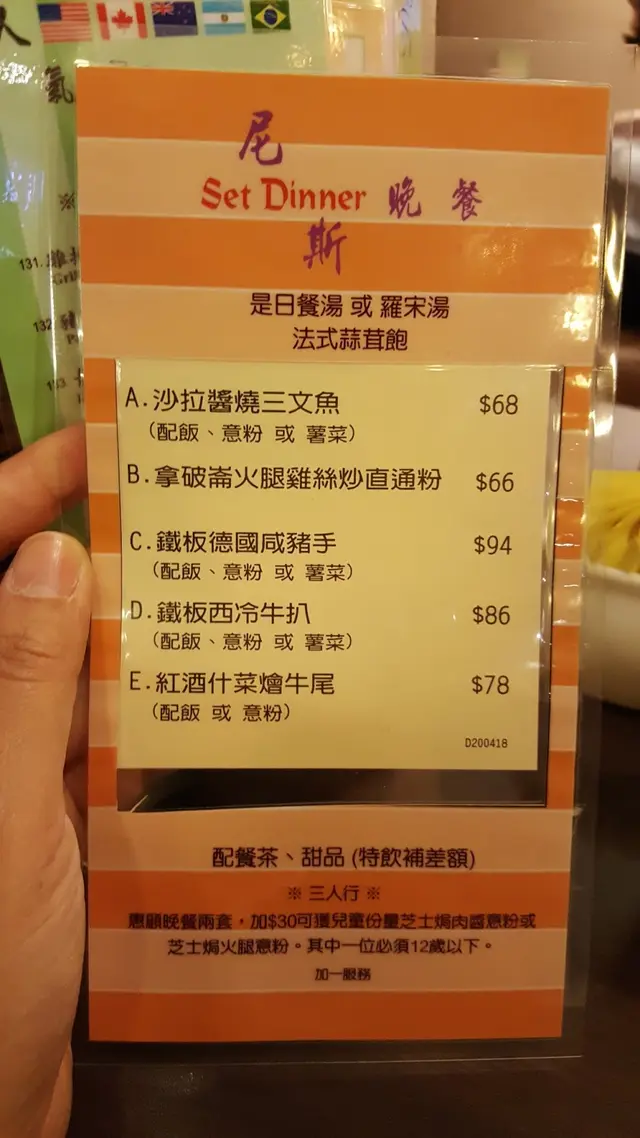 尼
Set Dinner 晚餐
斯
是日餐湯 或 羅宋湯
法式蒜茸飽
A.沙拉醬燒三文魚 $68
(配飯、意粉 或 薯菜)
B.拿破崙火腿雞絲炒直通粉 $66
C.鐵板德國咸豬手 $94
(配飯、意粉 或 薯菜)
D.鐵板西冷牛扒 $86
(配飯、意粉 或 薯菜)
E.紅酒什菜燴牛尾 $78
(配飯 或 意粉)
D200418
配餐茶、甜品 (特飲補差額)
※ 三人行 ※
惠顧晚餐兩套，加$30可獲兒童份量芝士焗肉醬意粉或
芝士焗火腿意粉。其中一位必須12歲以下。
加一服務
氣
※
131.
132